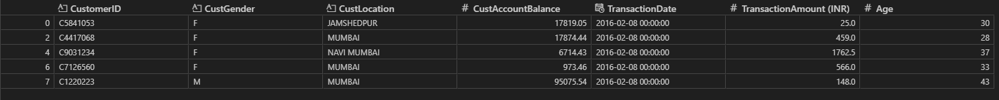 CustomerID CustGender CustLocation # CustAccountBalance TransactionDate # TransactionAmount (INR) # Age
0 C5841053 F JAMSHEDPUR 17819.05 2016-02-08 00:00:00 25.0 30
2 C4417068 F MUMBAI 17874.44 2016-02-08 00:00:00 459.0 28
4 C9031234 F NAVI MUMBAI 6714.43 2016-02-08 00:00:00 1762.5 37
6 C7126560 F MUMBAI 973.46 2016-02-08 00:00:00 566.0 33
7 C1220223 M MUMBAI 95075.54 2016-02-08 00:00:00 148.0 43